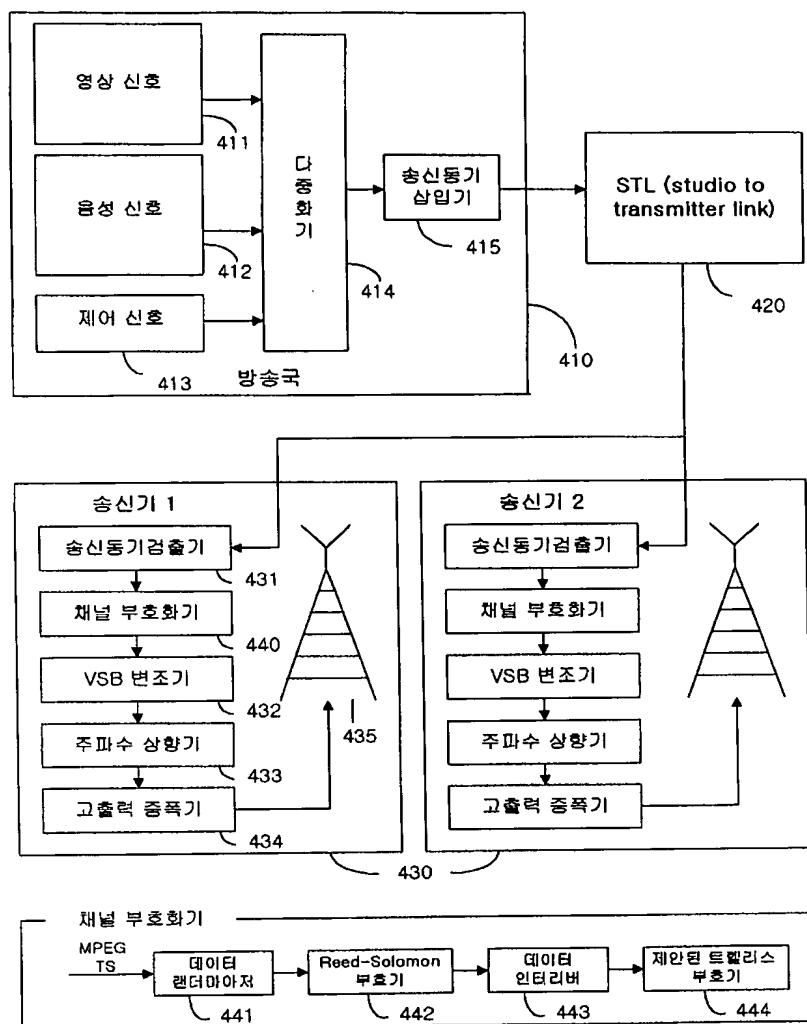 영상 신호
411
음성 신호
412
제어 신호
413
다중화기
414
송신동기
삽입기
415
방송국
410
STL (studio to
transmitter link)
420
송신기 1
송신동기검출기
431
채널 부호화기
440
VSB 변조기
432
주파수 상향기
433
고출력 증폭기
434
435
송신기 2
송신동기검출기
채널 부호화기
VSB 변조기
주파수 상향기
고출력 증폭기
430
채널 부호화기
MPEG
TS
데이터
랜더마이저
441
Reed-Solomon
부호기
442
데이터
인터리버
443
제안된 트렐리스
부호기
444